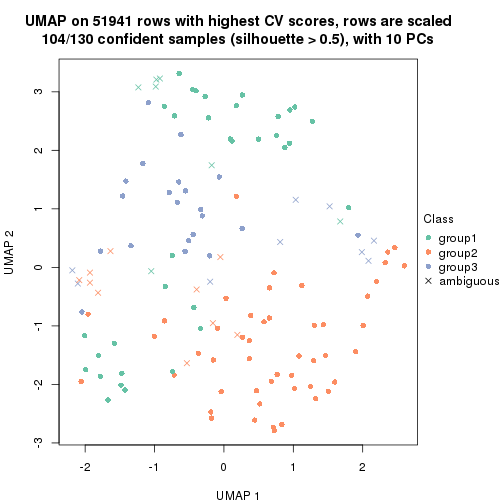 UMAP on 51941 rows with highest CV scores, rows are scaled
104/130 confident samples (silhouette > 0.5), with 10 PCs
3
2
1
0
-1
-2
-3
UMAP 2
-2
-1
0
1
2
UMAP 1
Class
group1
group2
group3
ambiguous